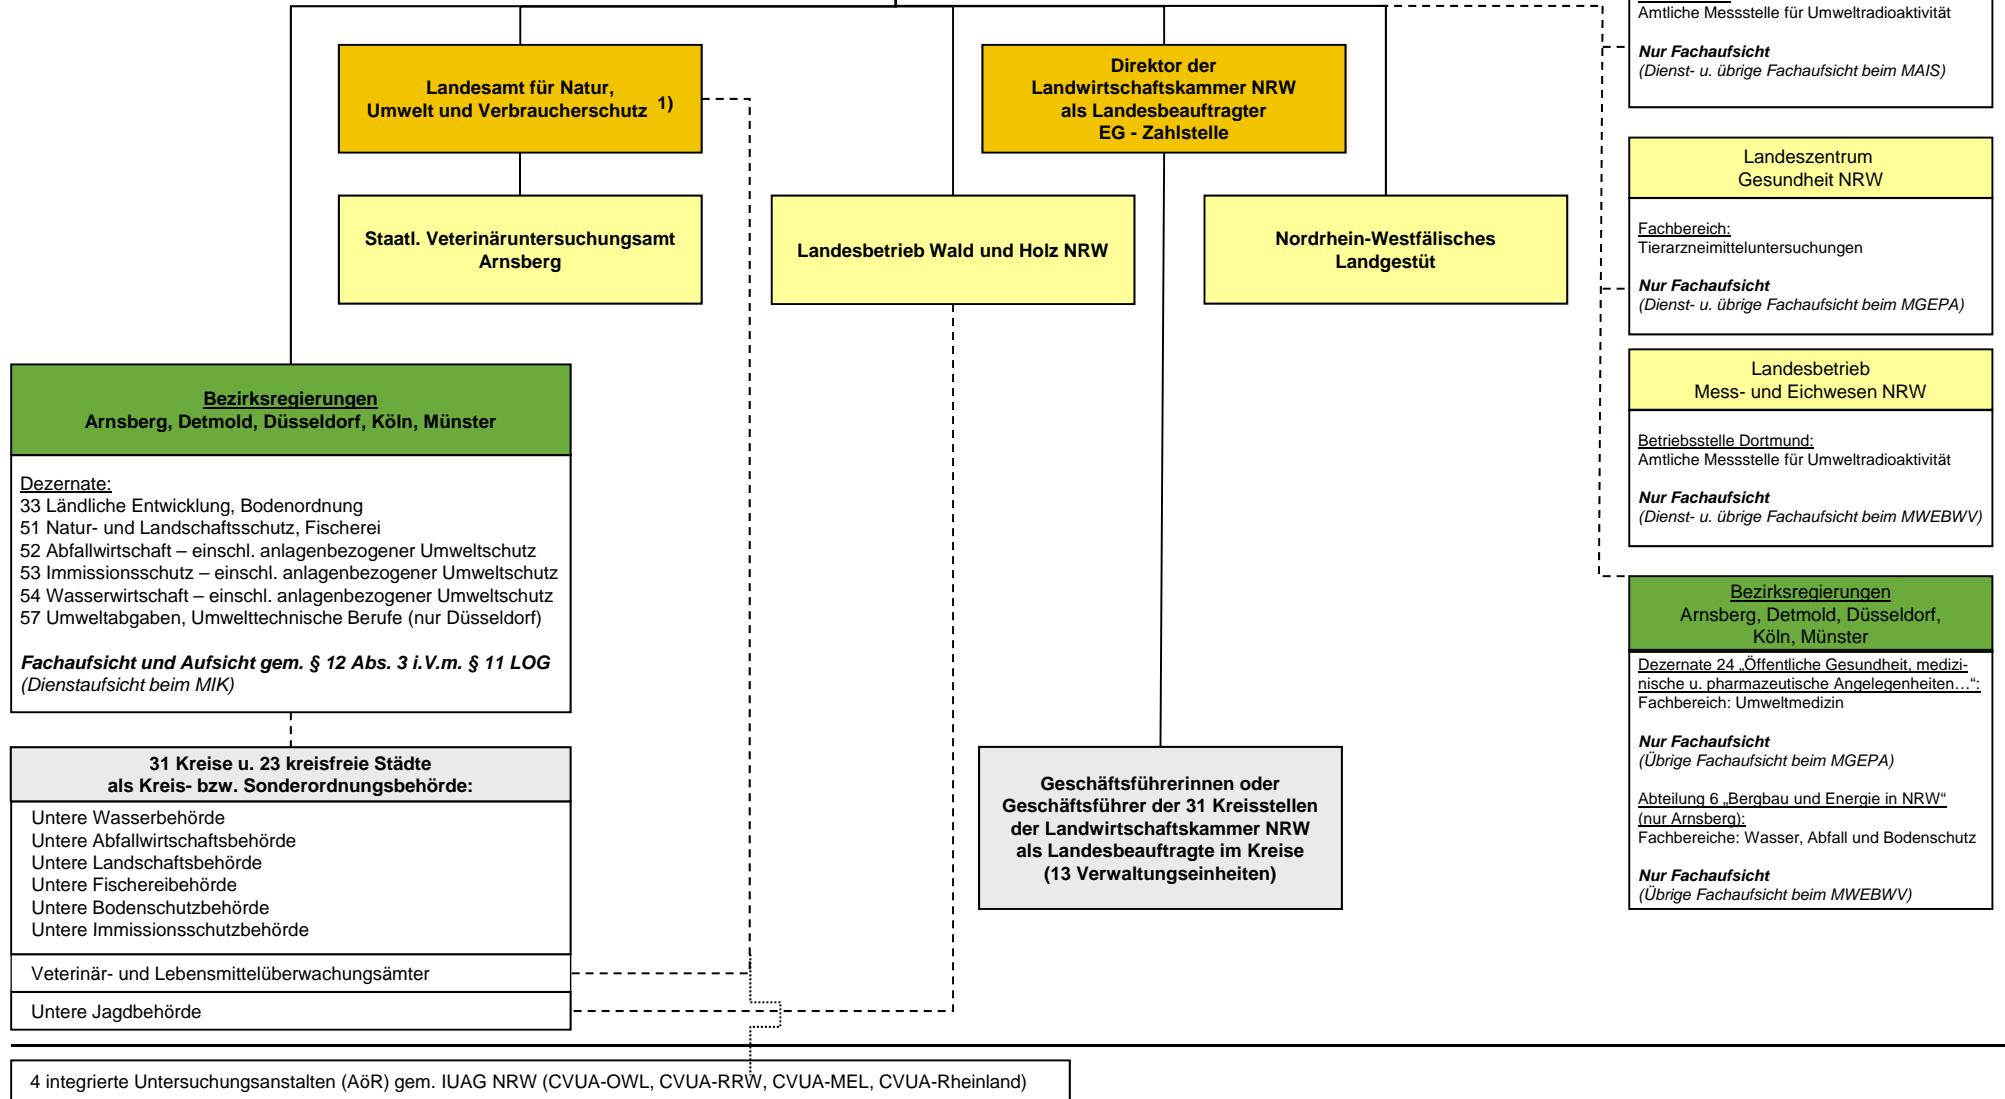 Amtliche Messstelle für Umweltradioaktivität
Nur Fachaufsicht
(Dienst- u. übrige Fachaufsicht beim MAIS)
Landesamt für Natur,
Umwelt und Verbraucherschutz 1)
Direktor der
Landwirtschaftskammer NRW
als Landesbeauftragter
EG - Zahlstelle
Landeszentrum
Gesundheit NRW
Fachbereich:
Tierarzneimitteluntersuchungen
Nur Fachaufsicht
(Dienst- u. übrige Fachaufsicht beim MGEPA)
Staatl. Veterinäruntersuchungsamt
Arnsberg
Landesbetrieb Wald und Holz NRW
Nordrhein-Westfälisches
Landgestüt
Landesbetrieb
Mess- und Eichwesen NRW
Betriebsstelle Dortmund:
Amtliche Messstelle für Umweltradioaktivität
Nur Fachaufsicht
(Dienst- u. übrige Fachaufsicht beim MWEBWV)
Bezirksregierungen
Arnsberg, Detmold, Düsseldorf, Köln, Münster
Dezernate:
33 Ländliche Entwicklung, Bodenordnung
51 Natur- und Landschaftsschutz, Fischerei
52 Abfallwirtschaft – einschl. anlagenbezogener Umweltschutz
53 Immissionsschutz – einschl. anlagenbezogener Umweltschutz
54 Wasserwirtschaft – einschl. anlagenbezogener Umweltschutz
57 Umweltabgaben, Umwelttechnische Berufe (nur Düsseldorf)
Fachaufsicht und Aufsicht gem. § 12 Abs. 3 i.V.m. § 11 LOG
(Dienstaufsicht beim MIK)
Bezirksregierungen
Arnsberg, Detmold, Düsseldorf,
Köln, Münster
Dezernate 24 „Öffentliche Gesundheit, medizi-
nische u. pharmazeutische Angelegenheiten…“:
Fachbereich: Umweltmedizin
Nur Fachaufsicht
(Übrige Fachaufsicht beim MGEPA)
Abteilung 6 „Bergbau und Energie in NRW“
(nur Arnsberg):
Fachbereiche: Wasser, Abfall und Bodenschutz
Nur Fachaufsicht
(Übrige Fachaufsicht beim MWEBWV)
31 Kreise u. 23 kreisfreie Städte
als Kreis- bzw. Sonderordnungsbehörde:
Untere Wasserbehörde
Untere Abfallwirtschaftsbehörde
Untere Landschaftsbehörde
Untere Fischereibehörde
Untere Bodenschutzbehörde
Untere Immissionsschutzbehörde
Veterinär- und Lebensmittelüberwachungsämter
Untere Jagdbehörde
Geschäftsführerinnen oder
Geschäftsführer der 31 Kreisstellen
der Landwirtschaftskammer NRW
als Landesbeauftragte im Kreise
(13 Verwaltungseinheiten)
4 integrierte Untersuchungsanstalten (AöR) gem. IUAG NRW (CVUA-OWL, CVUA-RRW, CVUA-MEL, CVUA-Rheinland)